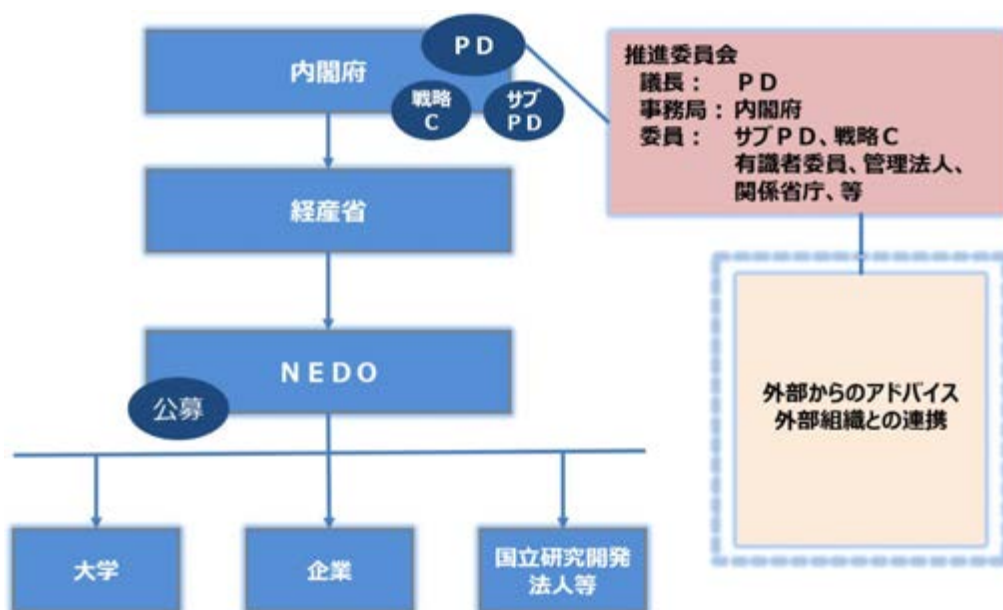 PD
内閣府
戦略
C
サブ
PD
推進委員会
議長： PD
事務局：内閣府
委員： サブPD、戦略C
有識者委員、管理法人、
関係省庁、等
経産省
NEDO
公募
外部からのアドバイス
外部組織との連携
大学
企業
国立研究開発
法人等